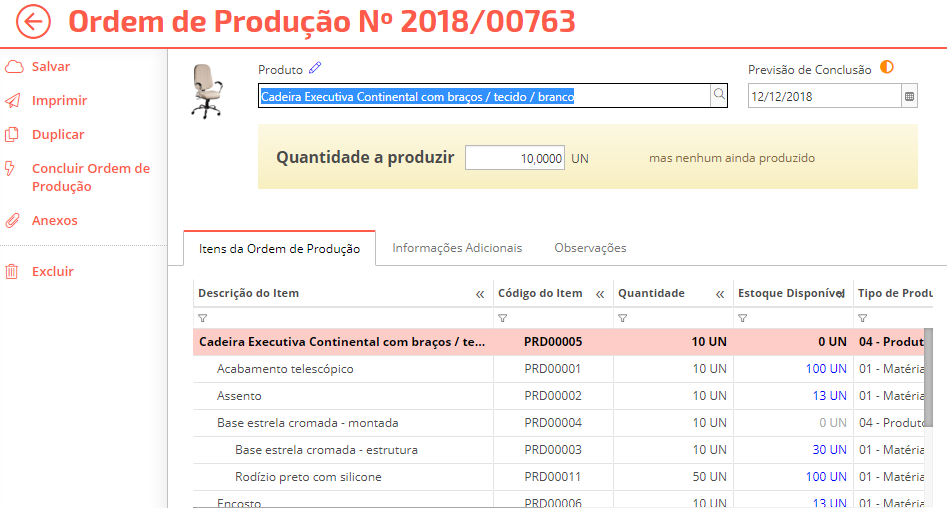 Ordem de Produção Nº 2018/00763
Salvar
Imprimir
Duplicar
Concluir Ordem de
Produção
Anexos
Excluir
Produto
Cadeira Executiva Continental com braços / tecido / branco
Previsão de Conclusão
12/12/2018
Quantidade a produzir 10,0000 UN mas nenhum ainda produzido
Itens da Ordem de Produção Informações Adicionais Observações
Descrição do Item « Código do Item « Quantidade « Estoque Disponível Tipo de Produ
Cadeira Executiva Continental com braços / te... PRD00005 10 UN 0 UN 04 - Produt
Acabamento telescópico PRD00001 10 UN 100 UN 01 - Matéria
Assento PRD00002 10 UN 13 UN 01 - Matéria
Base estrela cromada - montada PRD00004 10 UN 0 UN 04 - Produto
Base estrela cromada - estrutura PRD00003 10 UN 30 UN 01 - Matéria
Rodízio preto com silicone PRD00011 50 UN 100 UN 01 - Matéria
Encosto PRD00006 10 UN 13 UN 01 - Matéria